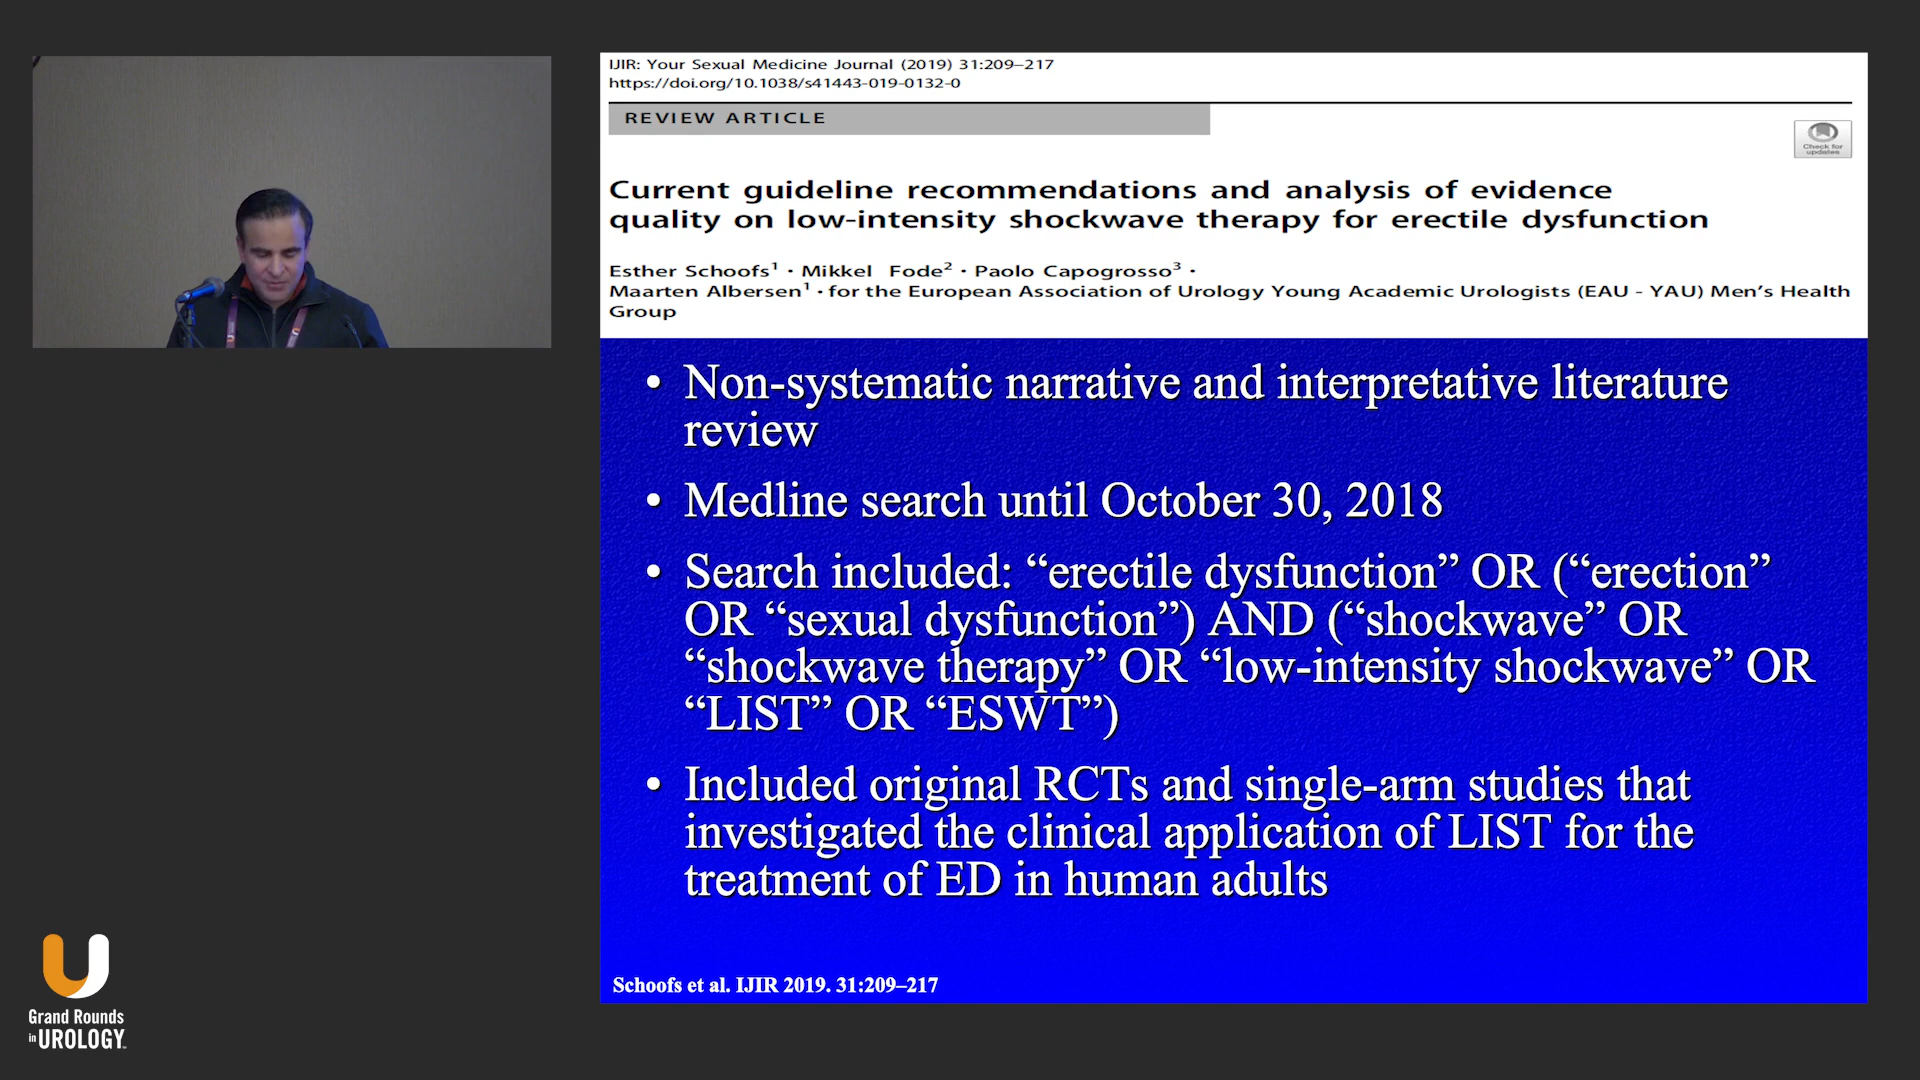 IJIR: Your Sexual Medicine Journal (2019) 31:209–217
https://doi.org/10.1038/s41443-019-0132-0
REVIEW ARTICLE
Check for
updates
Current guideline recommendations and analysis of evidence
quality on low-intensity shockwave therapy for erectile dysfunction
Esther Schoofs1 · Mikkel Fode2 · Paolo Capogrosso3 ·
Maarten Albersen1 · for the European Association of Urology Young Academic Urologists (EAU - YAU) Men’s Health
Group
• Non-systematic narrative and interpretative literature
review
• Medline search until October 30, 2018
• Search included: “erectile dysfunction” OR (“erection”
OR “sexual dysfunction”) AND (“shockwave” OR
“shockwave therapy” OR “low-intensity shockwave” OR
“LIST” OR “ESWT”)
• Included original RCTs and single-arm studies that
investigated the clinical application of LIST for the
treatment of ED in human adults
Schoofs et al. IJIR 2019. 31:209–217
Grand Rounds
in UROLOGY